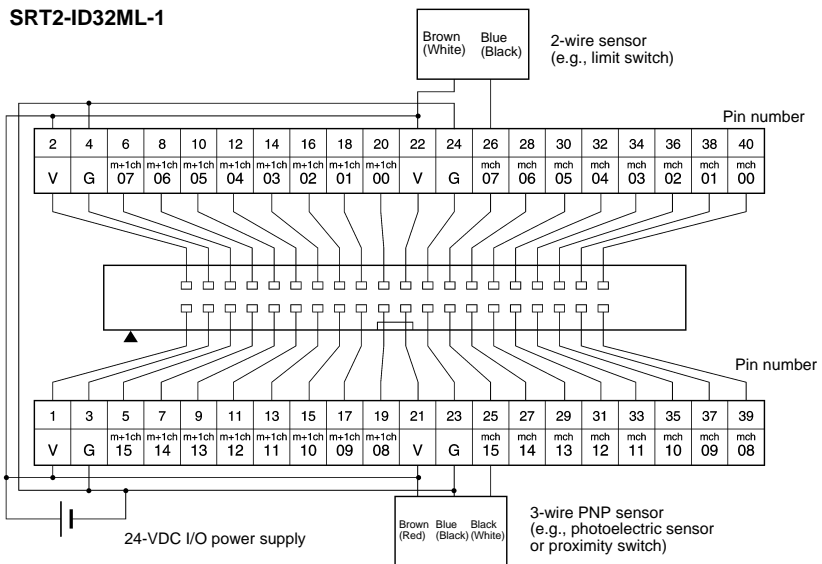 SRT2-ID32ML-1
Brown Blue
(White) (Black)
2-wire sensor
(e.g., limit switch)
Pin number
2 4 6 8 10 12 14 16 18 20 22 24 26 28 30 32 34 36 38 40
m+1ch m+1ch m+1ch m+1ch m+1ch m+1ch m+1ch m+1ch mch mch mch mch mch mch mch mch
V G 07 06 05 04 03 02 01 00 V G 07 06 05 04 03 02 01 00
Pin number
1 3 5 7 9 11 13 15 17 19 21 23 25 27 29 31 33 35 37 39
m+1ch m+1ch m+1ch m+1ch m+1ch m+1ch m+1ch m+1ch mch mch mch mch mch mch mch mch
V G 15 14 13 12 11 10 09 08 V G 15 14 13 12 11 10 09 08
24-VDC I/O power supply
Brown Blue Black
(Red) (Black) (White)
3-wire PNP sensor
(e.g., photoelectric sensor
or proximity switch)